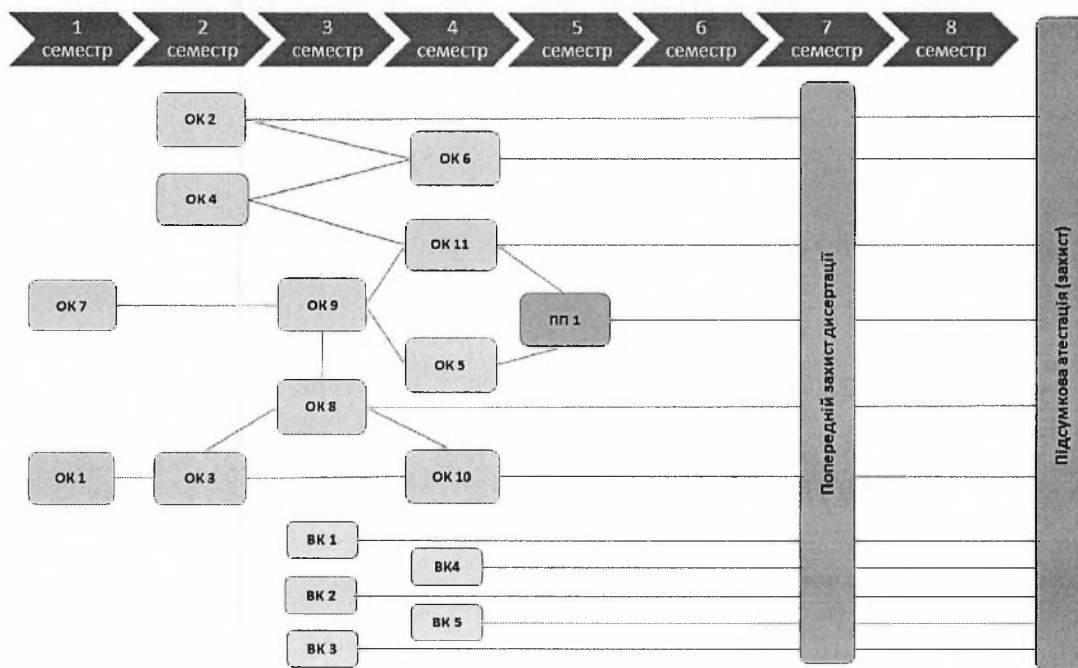 1
семестр
2
семестр
3
семестр
4
семестр
5
семестр
6
семестр
7
семестр
8
семестр
ОК 2
ОК 6
ОК 4
ОК 11
ОК 7
ОК 9
ПП 1
ОК 5
ОК 8
ОК 1
ОК 3
ОК 10
ВК 1
ВК4
ВК 2
ВК 5
ВК 3
Попередній захист дисертації
Підсумкова атестація (захист)